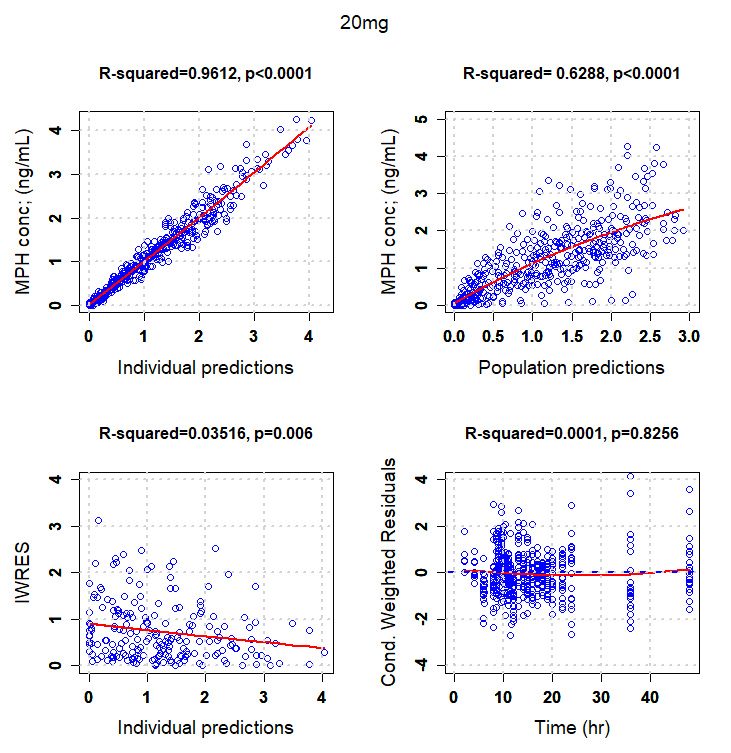 20mg
R-squared=0.9612, p<0.0001
MPH conc; (ng/mL)
4
3
2
1
0
0 1 2 3 4
Individual predictions
R-squared= 0.6288, p<0.0001
MPH conc; (ng/mL)
5
4
3
2
1
0
0.0 0.5 1.0 1.5 2.0 2.5 3.0
Population predictions
R-squared=0.03516, p=0.006
IWRES
4
3
2
1
0
0 1 2 3 4
Individual predictions
R-squared=0.0001, p=0.8256
Cond. Weighted Residuals
4
2
0
-2
-4
0 10 20 30 40
Time (hr)